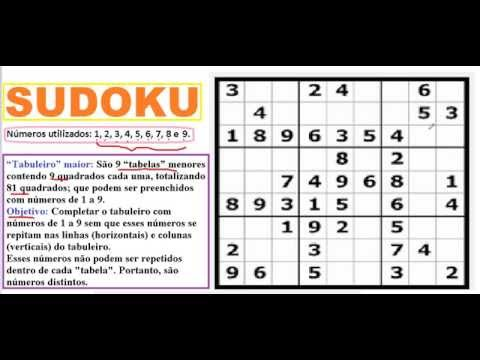 SUDOKU
Números utilizados: 1, 2, 3, 4, 5, 6, 7, 8 e 9.
"Tabuleiro" maior: São 9 "tabelas" menores
contendo 9 quadrados cada uma, totalizando
81 quadrados; que podem ser preenchidos
com números de 1 a 9.
Objetivo: Completar o tabuleiro com
números de 1 a 9 sem que esses números se
repitam nas linhas (horizontais) e colunas
(verticais) do tabuleiro.
Esses números não podem ser repetidos
dentro de cada "tabela". Portanto, são
números distintos.
3 2 4 6
4 5 3
1 8 9 6 3 5 4
8 2
7 4 9 6 8 1
8 9 3 1 5 6 4
1 9 2 5
2 3 7 4
9 6 5 3 2